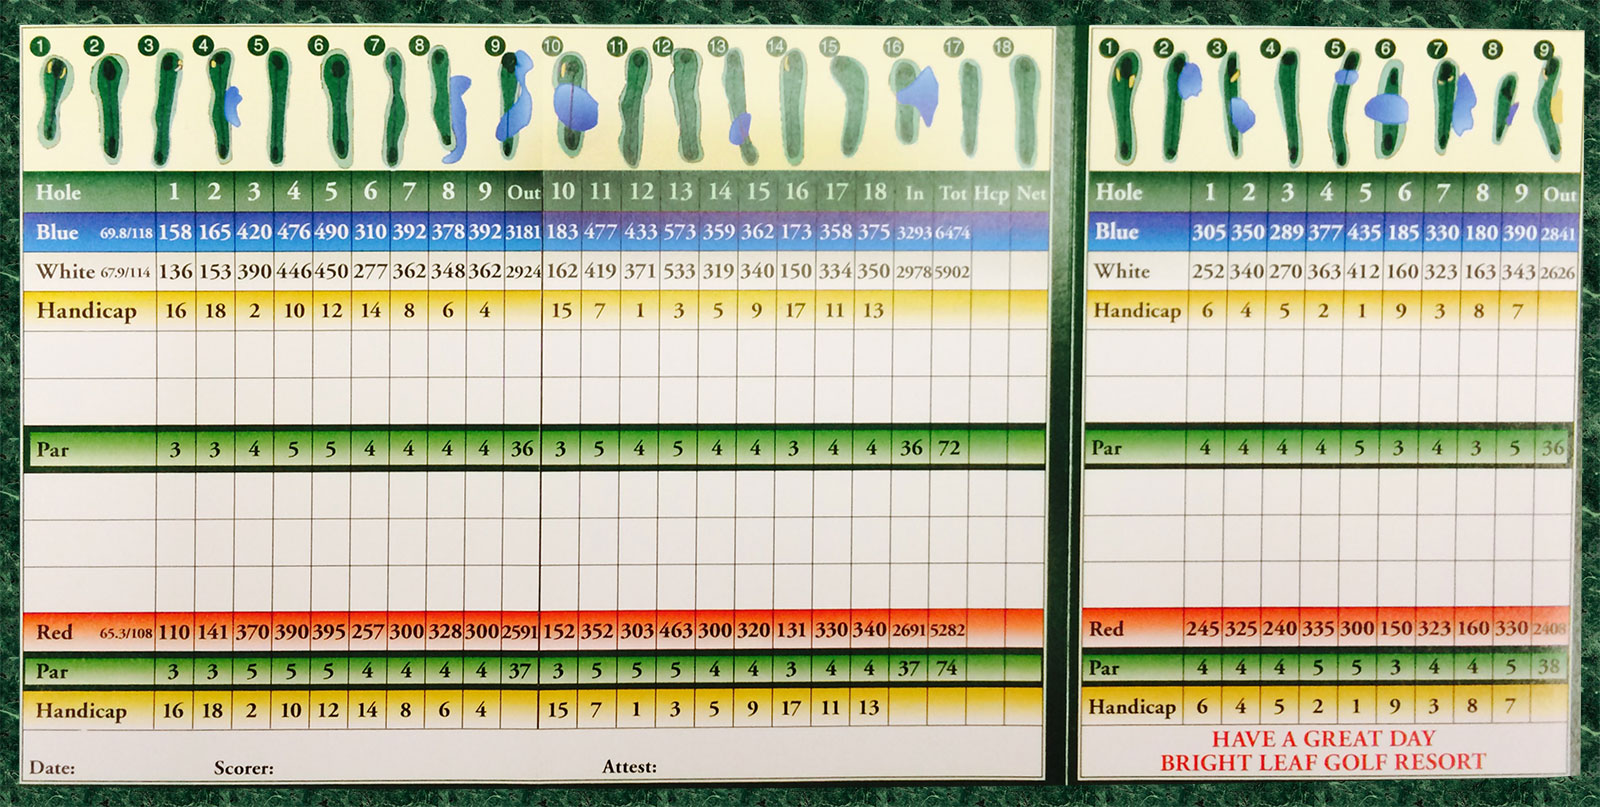 1 2 3 4 5 6 7 8 9 10 11 12 13 14 15 16 17 18
Hole 1 2 3 4 5 6 7 8 9 Out 10 11 12 13 14 15 16 17 18 In Tot Hcp Net
Blue 69.8/118 158 165 420 476 490 310 392 378 392 3181 183 477 433 573 359 362 173 358 375 3293 6474
White 67.9/114 136 153 390 446 450 277 362 348 362 2924 162 419 371 533 319 340 150 334 350 2978 5902
Handicap 16 18 2 10 12 14 8 6 4 15 7 1 3 5 9 17 11 13
Par 3 3 4 5 5 4 4 4 4 36 3 5 4 5 4 4 3 4 4 36 72
Red 65.3/108 110 141 370 390 395 257 300 328 300 2591 152 352 303 463 300 320 131 330 340 2691 5282
Par 3 3 5 5 5 4 4 4 4 37 3 5 5 5 4 4 3 4 4 37 74
Handicap 16 18 2 10 12 14 8 6 4 15 7 1 3 5 9 17 11 13
Date: Scorer: Attest:
1 2 3 4 5 6 7 8 9
Hole 1 2 3 4 5 6 7 8 9 Out
Blue 305 350 289 377 435 185 330 180 390 2841
White 252 340 270 363 412 160 323 163 343 2626
Handicap 6 4 5 2 1 9 3 8 7
Par 4 4 4 4 5 3 4 3 5 36
Red 245 325 240 335 300 150 323 160 330 2408
Par 4 4 4 5 5 3 4 4 5 38
Handicap 6 4 5 2 1 9 3 8 7
HAVE A GREAT DAY
BRIGHT LEAF GOLF RESORT